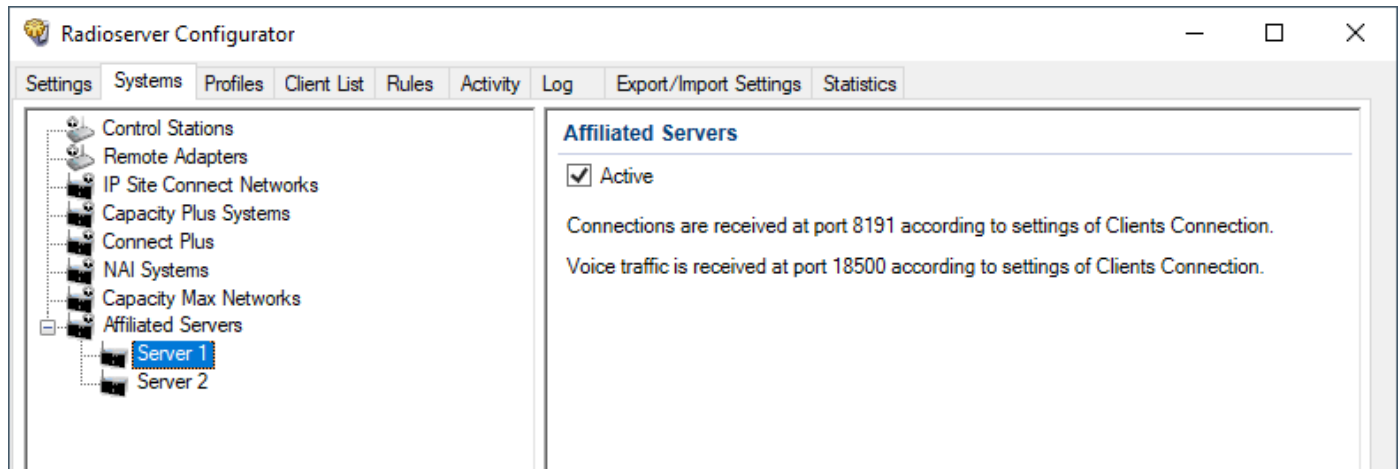 Radioserver Configurator
Settings Systems Profiles Client List Rules Activity Log Export/Import Settings Statistics
Control Stations
Remote Adapters
IP Site Connect Networks
Capacity Plus Systems
Connect Plus
NAI Systems
Capacity Max Networks
Affiliated Servers
Server 1
Server 2
Affiliated Servers
Active
Connections are received at port 8191 according to settings of Clients Connection.
Voice traffic is received at port 18500 according to settings of Clients Connection.